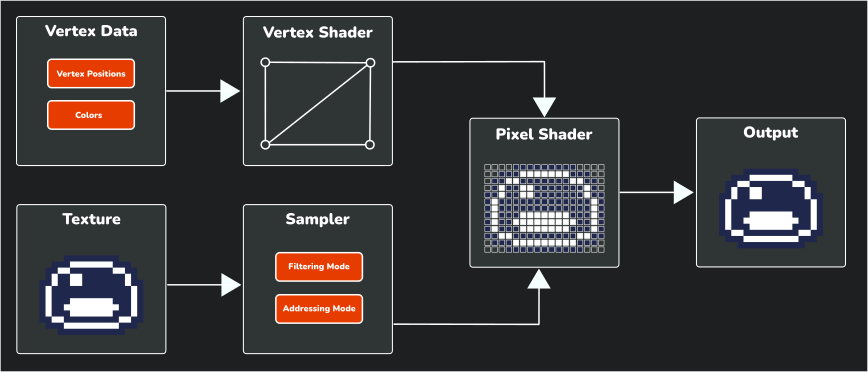 Vertex Data
Vertex Positions
Colors
Vertex Shader
Texture
Sampler
Filtering Mode
Addressing Mode
Pixel Shader
Output